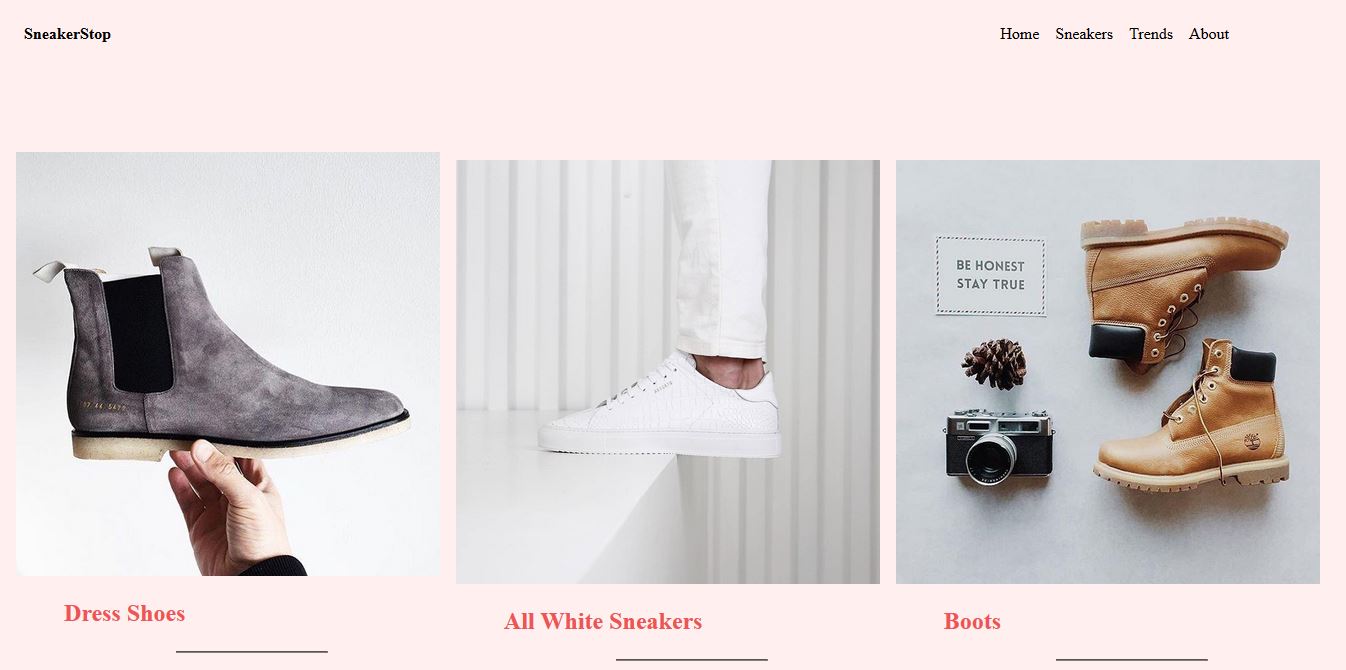 SneakerStop
Home Sneakers Trends About
BE HONEST
STAY TRUE
Dress Shoes
All White Sneakers
Boots